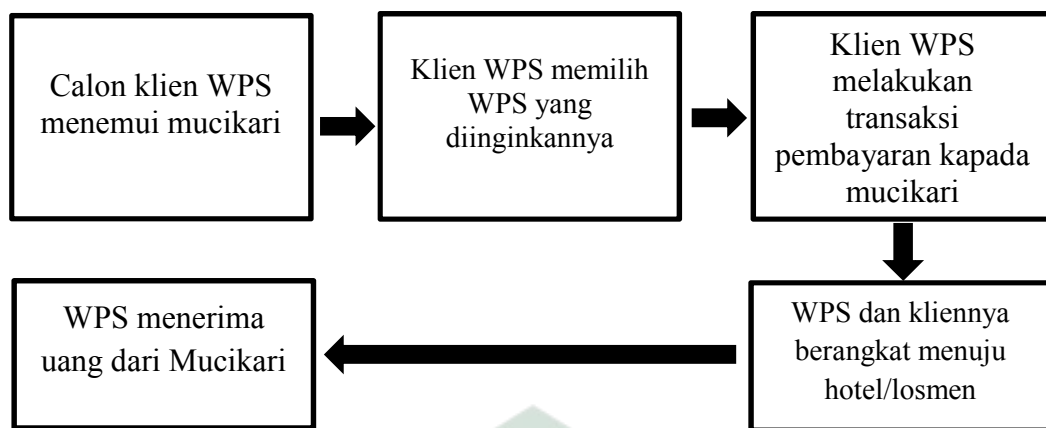 Calon klien WPS
menemui mucikari
Klien WPS memilih
WPS yang
diinginkannya
Klien WPS
melakukan
transaksi
pembayaran kapada
mucikari
WPS dan kliennya
berangkat menuju
hotel/losmen
WPS menerima
uang dari Mucikari